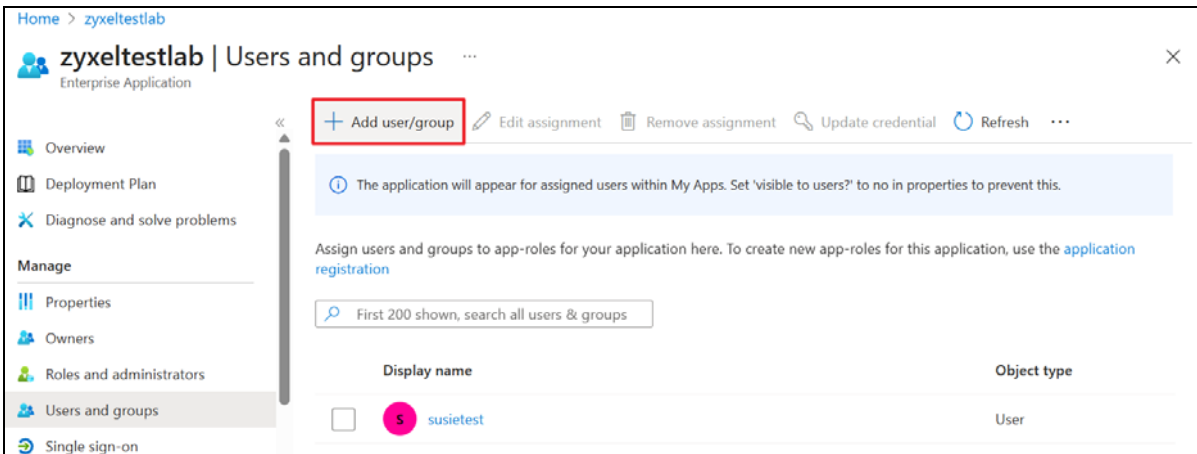 Home > zyxeltestlab
zyxeltestlab | Users and groups ...
Enterprise Application
Add user/group Edit assignment Remove assignment Update credential Refresh ...
Overview
Deployment Plan
Diagnose and solve problems
Manage
Properties
Owners
Roles and administrators
Users and groups
Single sign-on
The application will appear for assigned users within My Apps. Set 'visible to users?' to no in properties to prevent this.
Assign users and groups to app-roles for your application here. To create new app-roles for this application, use the application
registration
First 200 shown, search all users & groups
Display name Object type
S susietest User